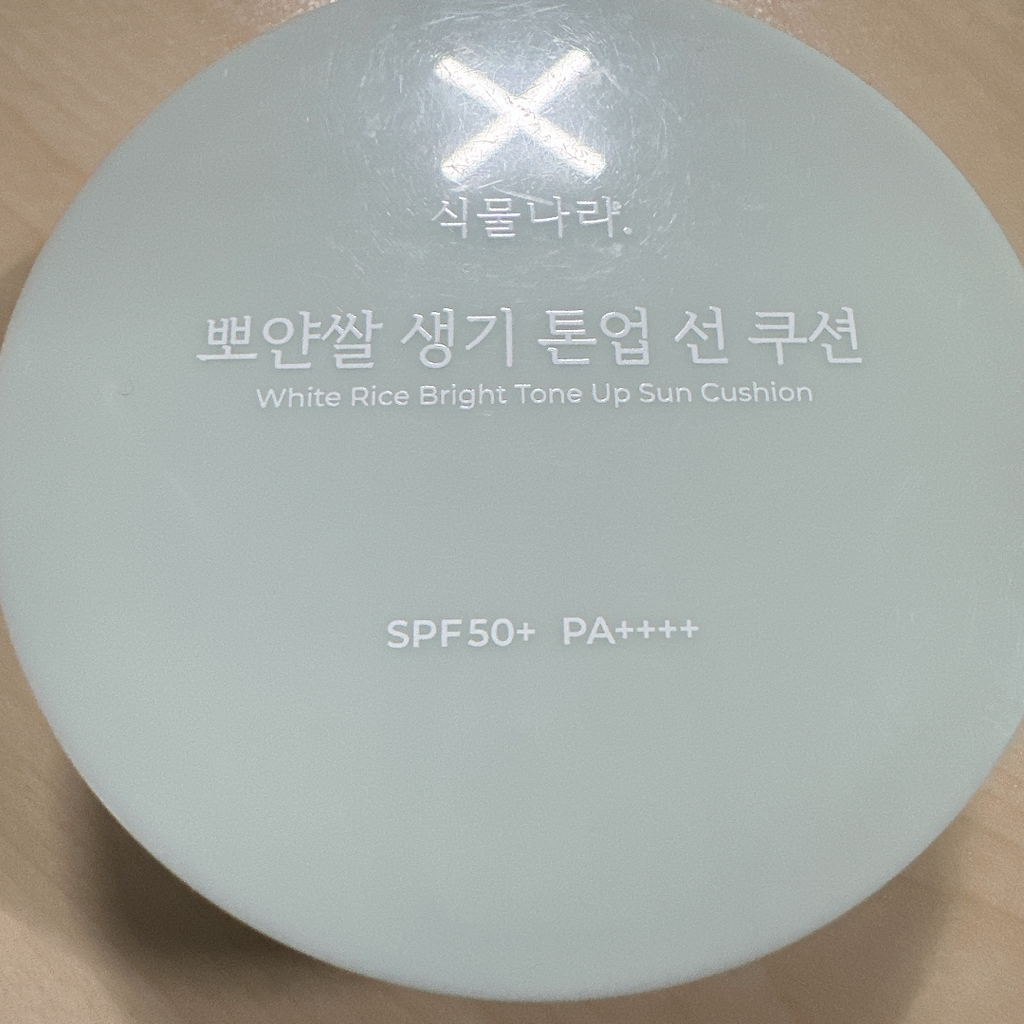 식물나라.
뽀얀쌀 생기 톤업 선 쿠션
White Rice Bright Tone Up Sun Cushion
SPF50+ PA++++